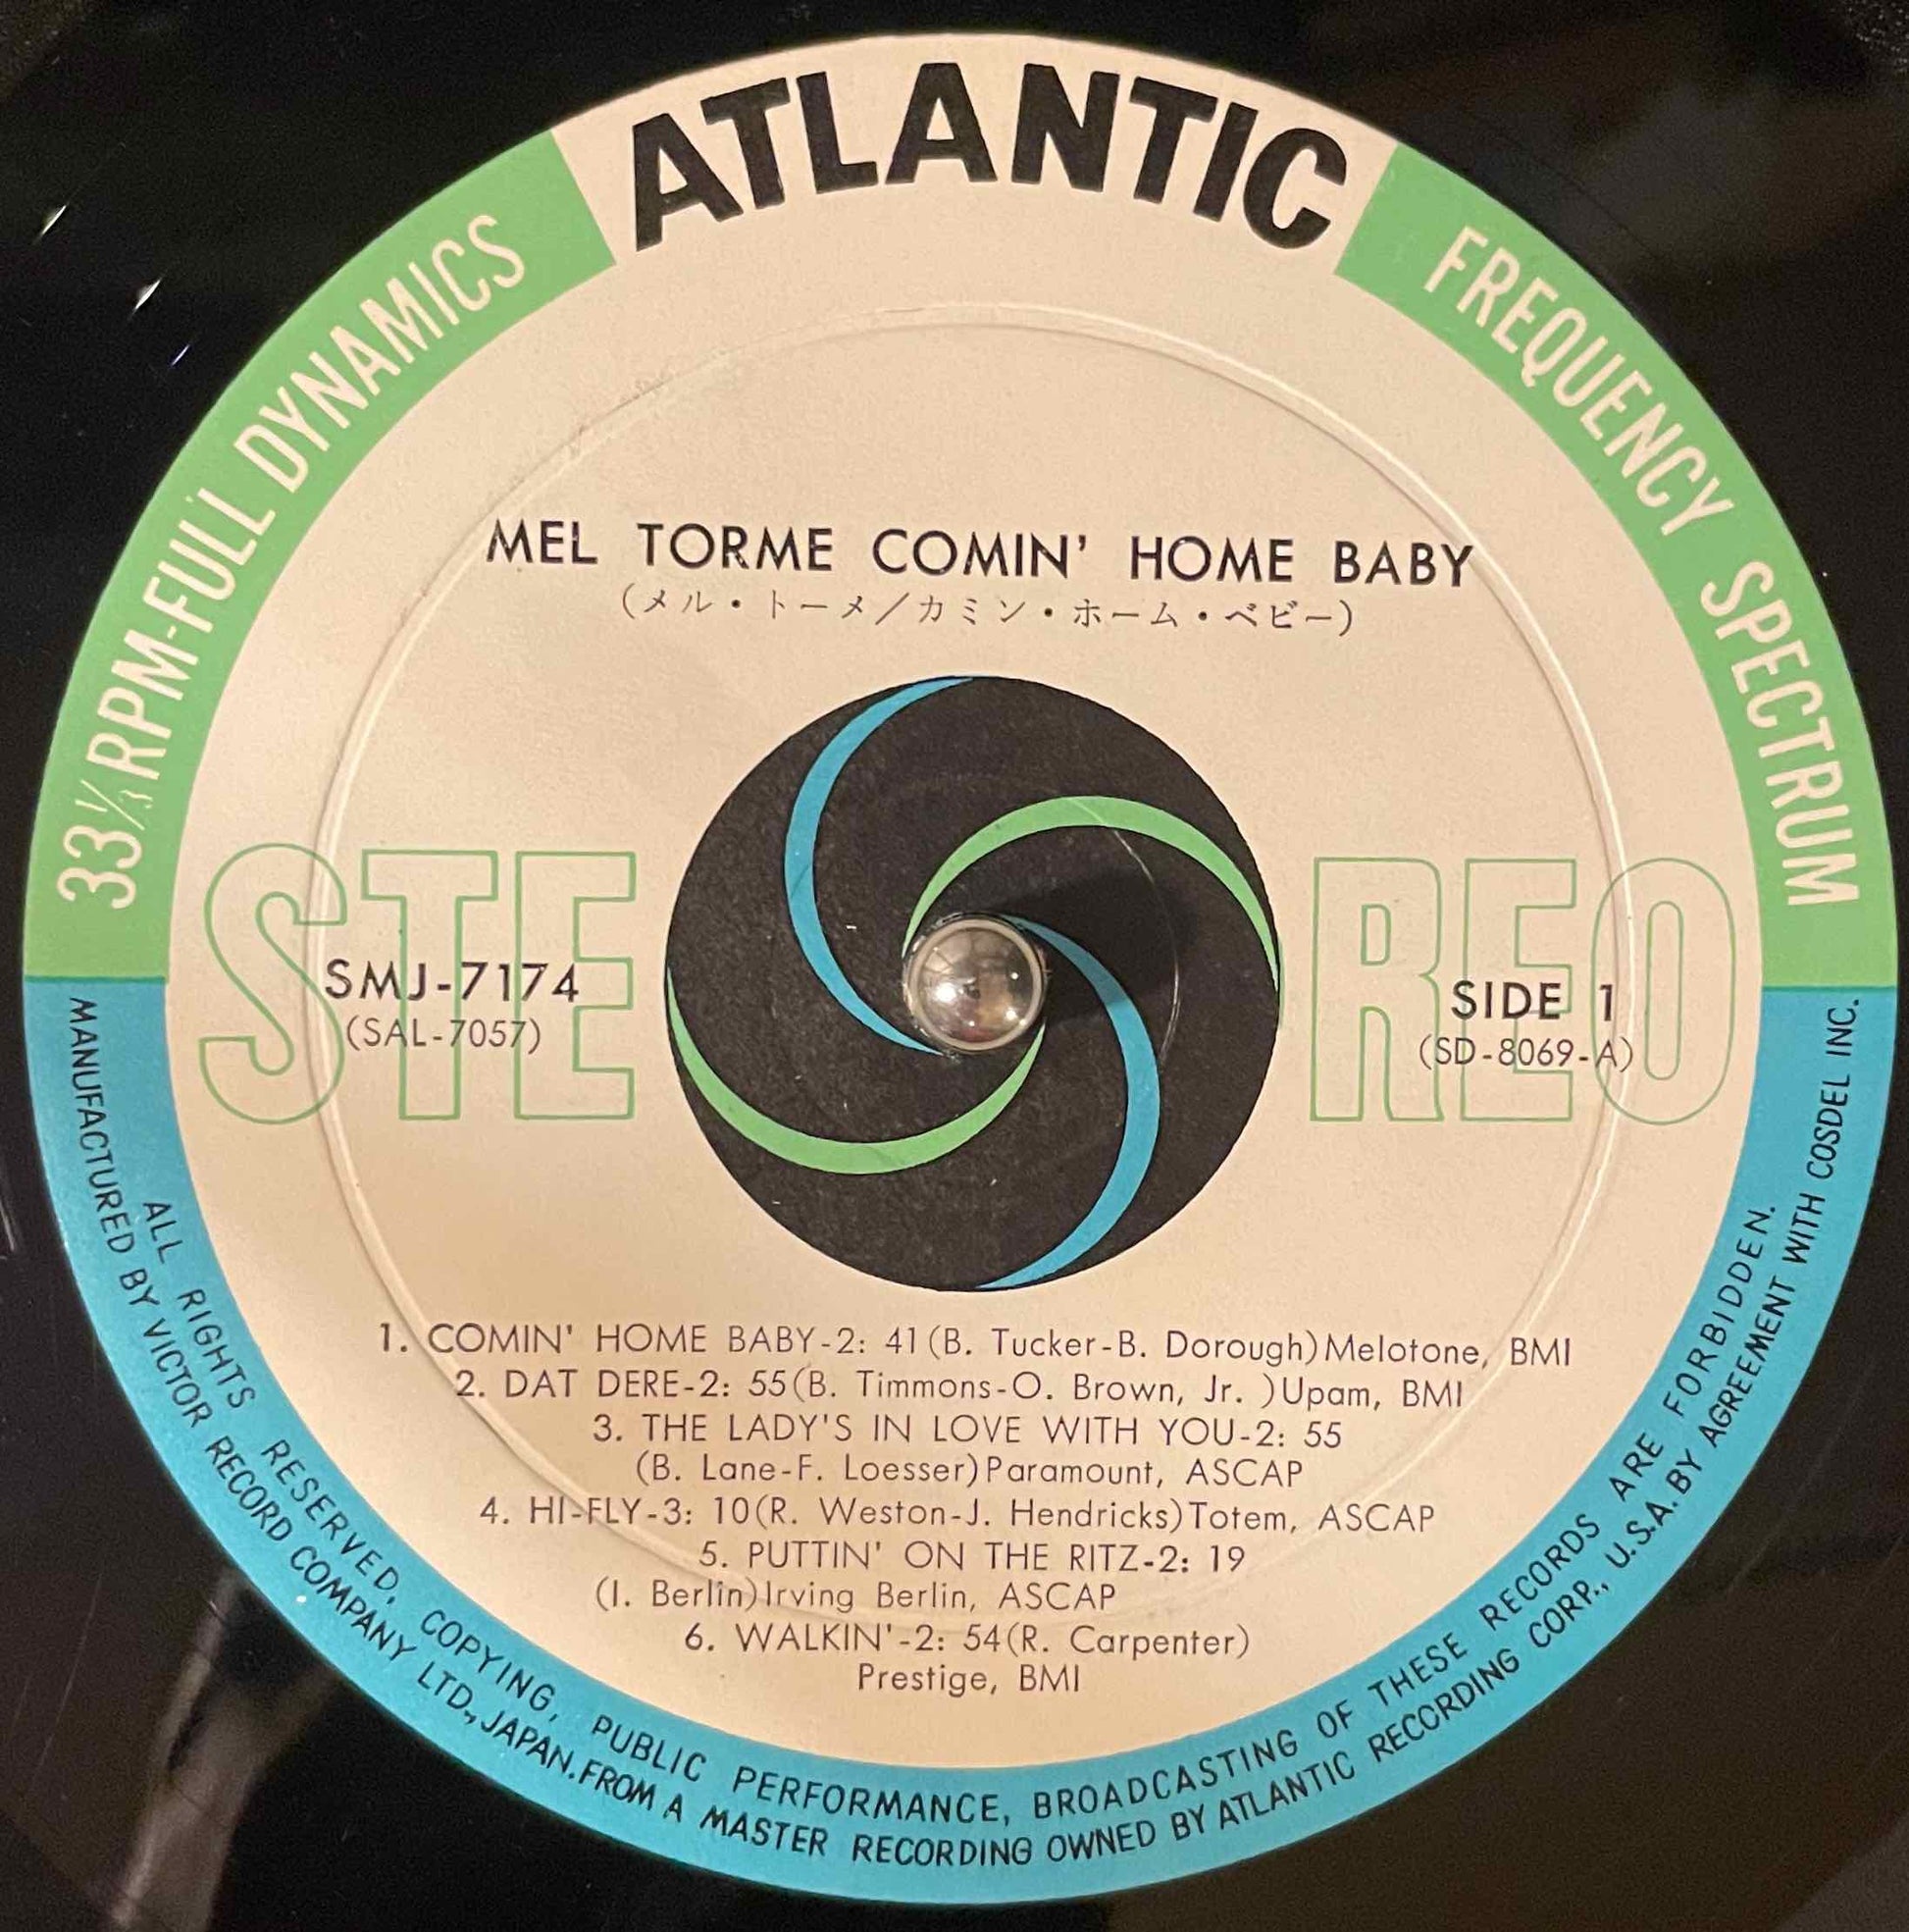 ATLANTIC
33⅓RPM-FULL DYNAMICS
FREQUENCY SPECTRUM
MEL TORME COMIN' HOME BABY
(メル・トーメ/カミン・ホーム・ベビー)
STEREO
SMJ-7174
(SAL-7057)
SIDE 1
(SD-8069-A)
1. COMIN' HOME BABY-2: 41(B. Tucker-B. Dorough)Melotone, BMI
2. DAT DERE-2: 55(B. Timmons-O. Brown, Jr. )Upam, BMI
3. THE LADY'S IN LOVE WITH YOU-2: 55
(B. Lane-F. Loesser)Paramount, ASCAP
4. HI-FLY-3: 10(R. Weston-J. Hendricks)Totem, ASCAP
5. PUTTIN' ON THE RITZ-2: 19
(I. Berlin)Irving Berlin, ASCAP
6. WALKIN'-2: 54(R. Carpenter)
Prestige, BMI
ALL RIGHTS RESERVED, COPYING, PUBLIC PERFORMANCE, BROADCASTING OF THESE RECORDS ARE FORBIDDEN.
MANUFACTURED BY VICTOR RECORD COMPANY LTD., JAPAN. FROM A MASTER RECORDING OWNED BY ATLANTIC RECORDING CORP., U.S.A. BY AGREEMENT WITH COSDEL INC.